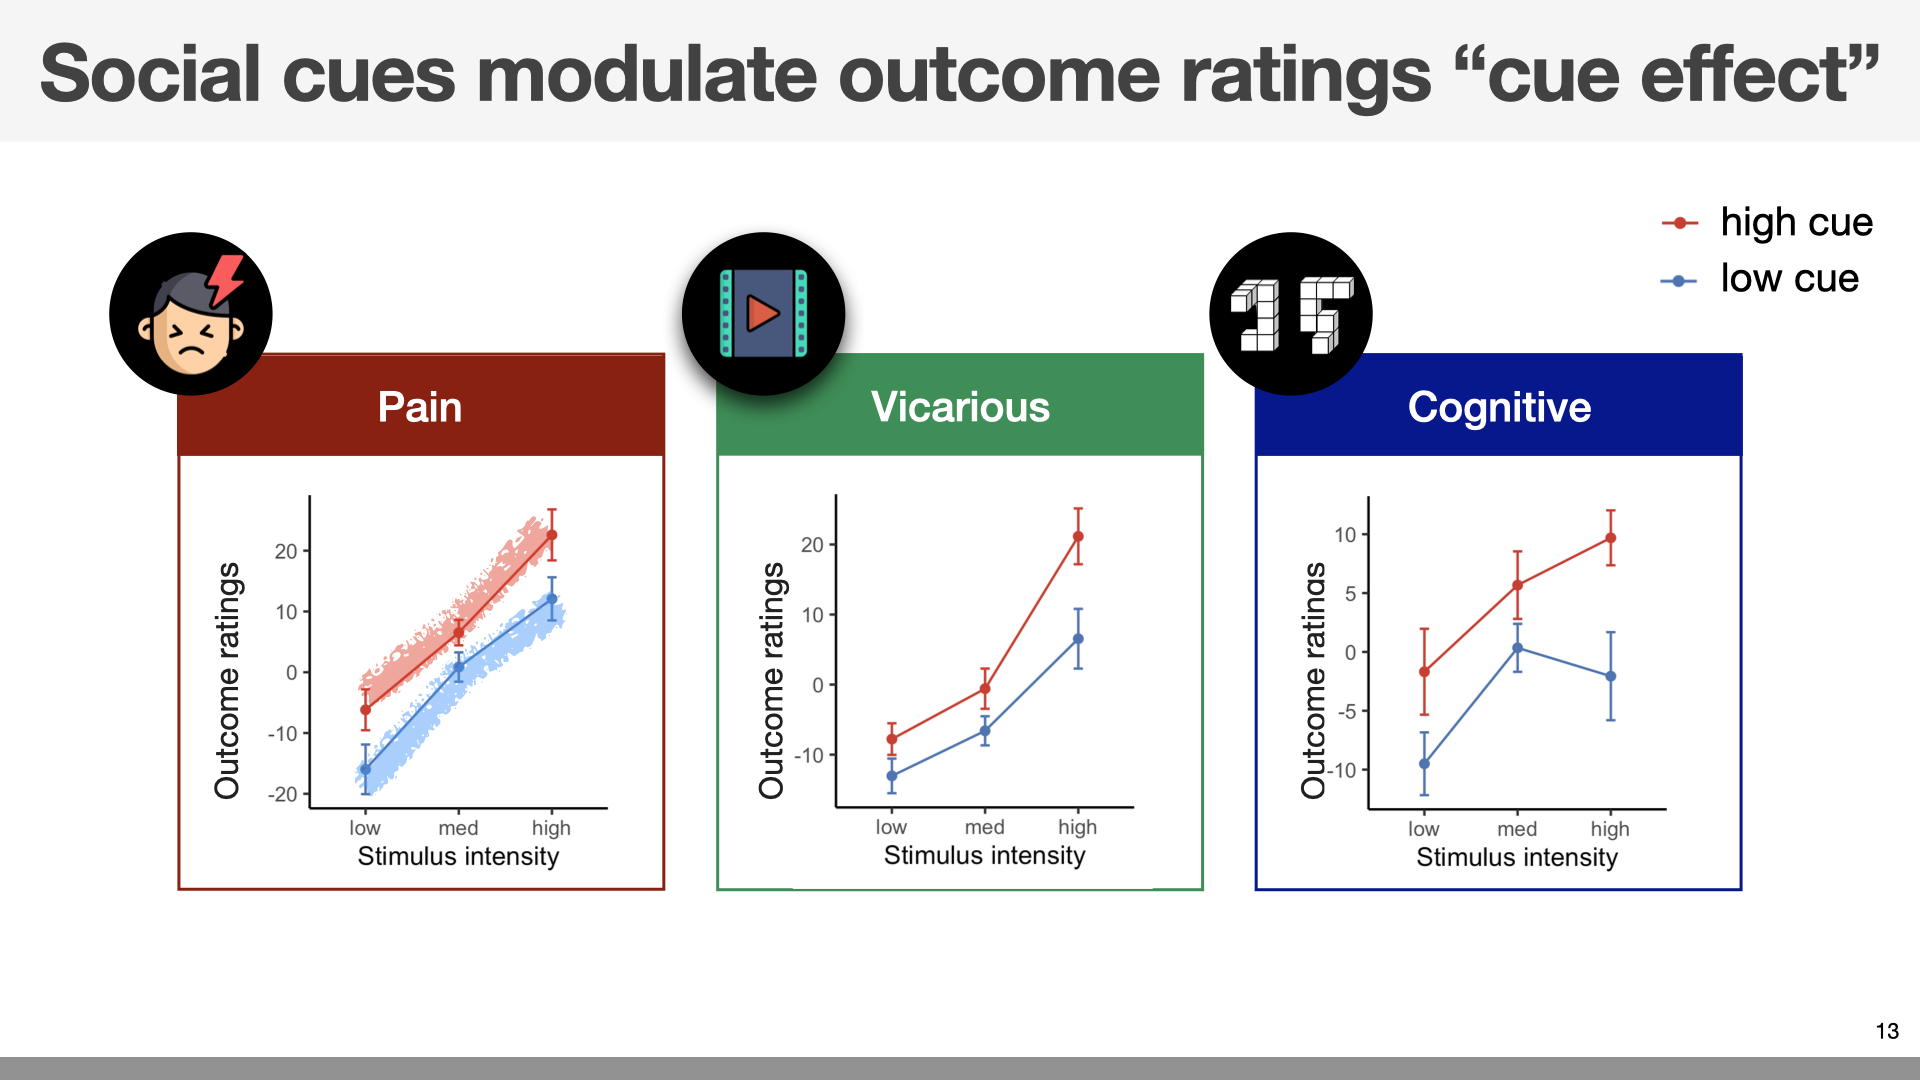 Social cues modulate outcome ratings “cue effect”
high cue
low cue
Pain
Outcome ratings
20
10
0
-10
-20
low med high
Stimulus intensity
Vicarious
Outcome ratings
20
10
0
-10
low med high
Stimulus intensity
Cognitive
Outcome ratings
10
5
0
-5
-10
low med high
Stimulus intensity
13